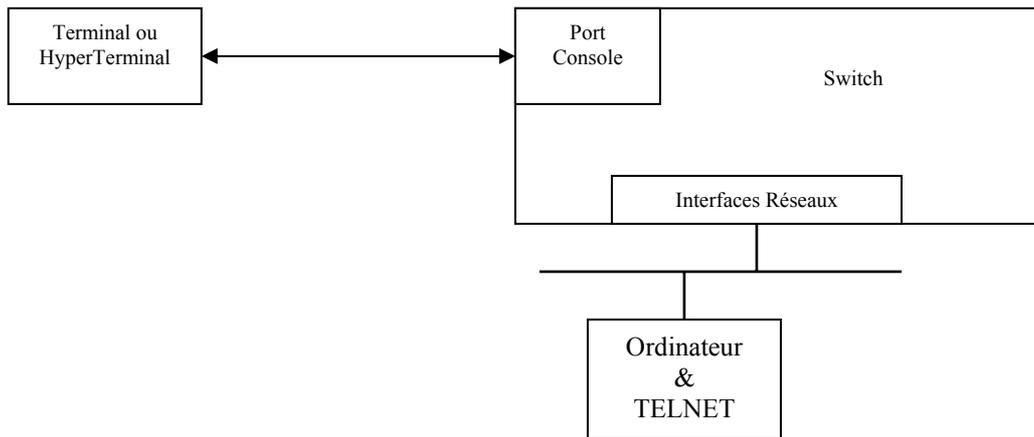 Terminal ou
HyperTerminal
Port
Console
Switch
Interfaces Réseaux
Ordinateur
&
TELNET